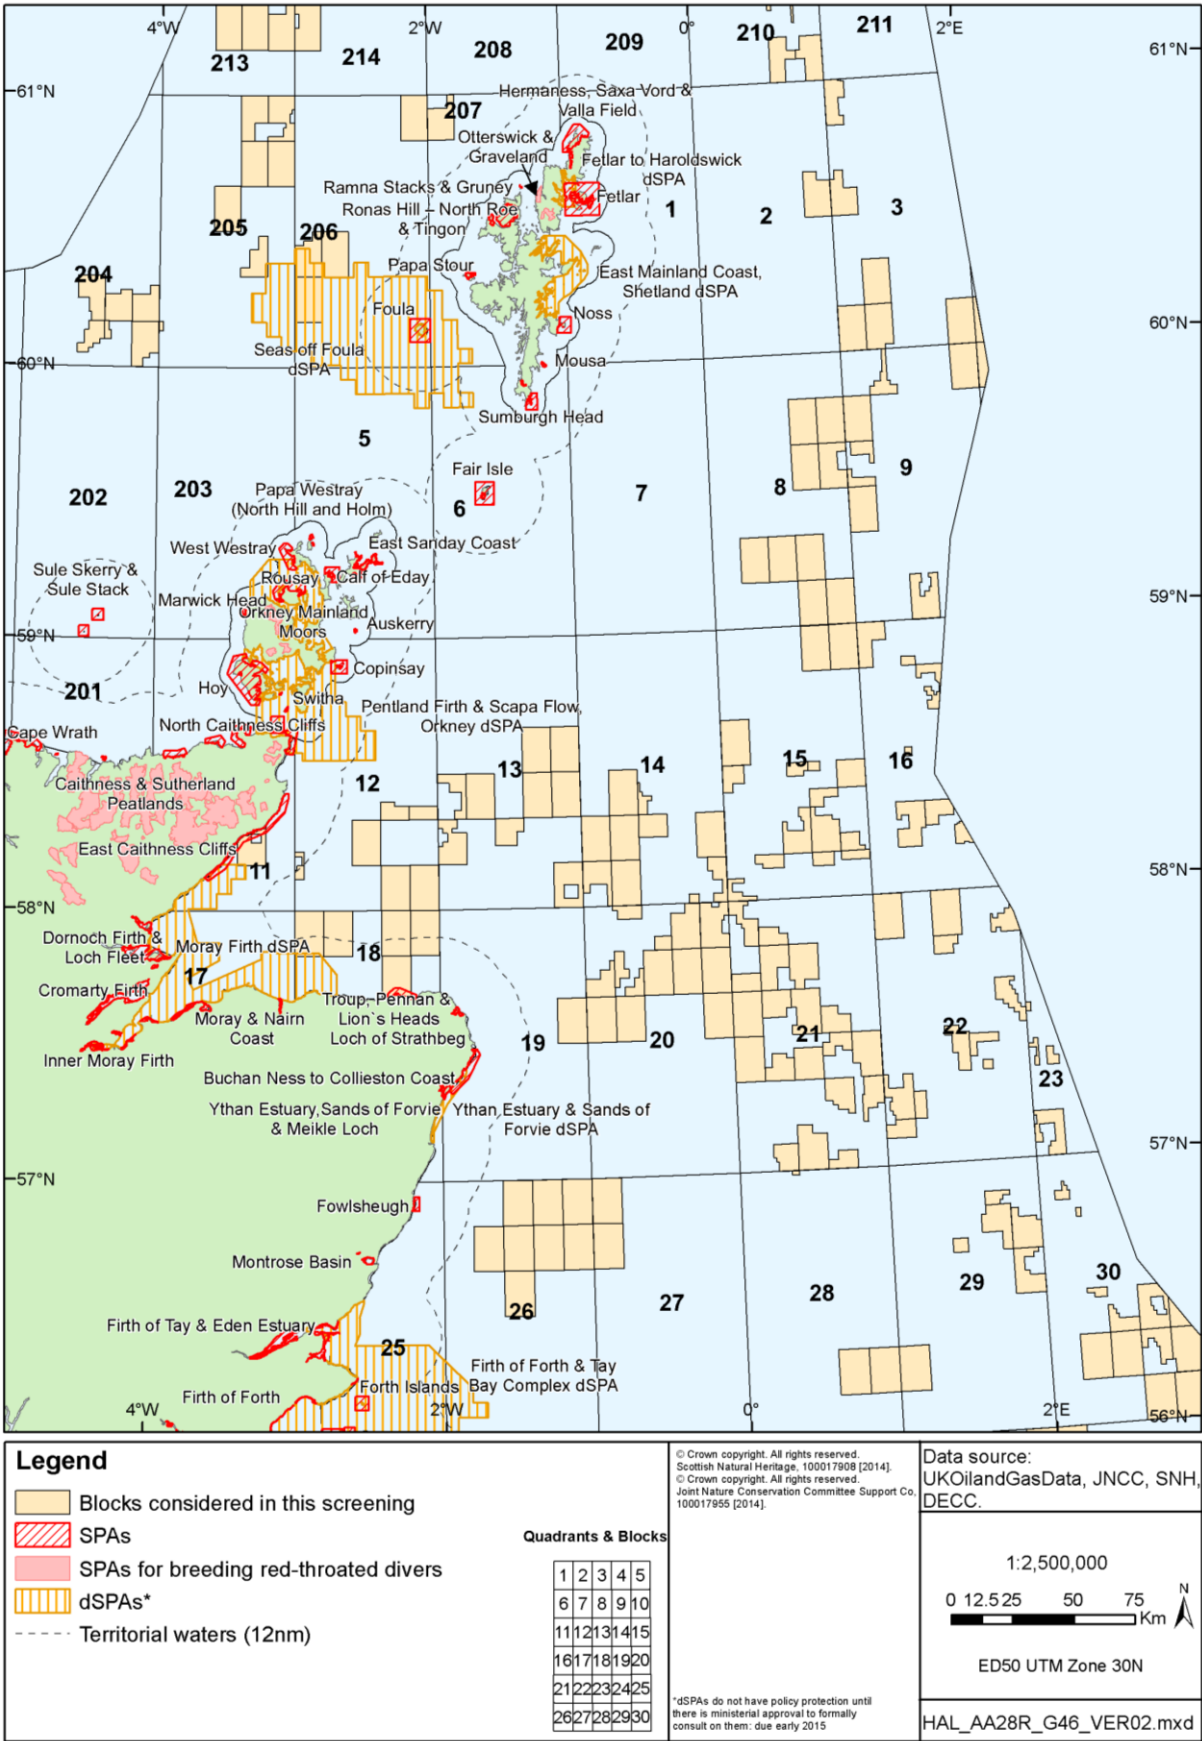 4°W
2°W
0°
2°E
213
214
208
209
210
211
61°N
61°N
207
Hermaness, Saxa Vord &
Valla Field
Otterswick &
Graveland
Fetlar to Haroldswick
dSPA
Ramna Stacks & Gruney
Fetlar
Ronas Hill – North Roe
& Tingon
1
2
3
205
206
204
Papa Stour
East Mainland Coast,
Shetland dSPA
Foula
Noss
60°N
Seas off Foula
dSPA
60°N
Mousa
Sumburgh Head
5
Fair Isle
202
203
6
7
8
9
Papa Westray
(North Hill and Holm)
West Westray
East Sanday Coast
Sule Skerry &
Sule Stack
Rousay
Calf of Eday
Marwick Head
Orkney Mainland
Moors
Auskerry
59°N
59°N
Copinsay
201
Hoy
Switha
Pentland Firth & Scapa Flow,
Orkney dSPA
North Caithness Cliffs
Cape Wrath
12
13
14
15
16
Caithness & Sutherland
Peatlands
East Caithness Cliffs
11
58°N
58°N
Dornoch Firth &
Loch Fleet
Moray Firth dSPA
18
17
Cromarty Firth
Troup, Pennan &
Lion`s Heads
Loch of Strathbeg
Moray & Nairn
Coast
19
20
21
22
23
Inner Moray Firth
Buchan Ness to Collieston Coast
Ythan Estuary,Sands of Forvie
& Meikle Loch
Ythan Estuary & Sands of
Forvie dSPA
57°N
57°N
Fowlsheugh
Montrose Basin
26
27
28
29
30
Firth of Tay & Eden Estuary
25
Firth of Forth & Tay
Bay Complex dSPA
Firth of Forth
Forth Islands
4°W
2°W
0°
2°E
56°N
Legend
Blocks considered in this screening
SPAs
SPAs for breeding red-throated divers
dSPAs*
Territorial waters (12nm)
Quadrants & Blocks
1 2 3 4 5
6 7 8 9 10
11 12 13 14 15
16 17 18 19 20
21 22 23 24 25
26 27 28 29 30
© Crown copyright. All rights reserved.
Scottish Natural Heritage, 100017908 [2014].
© Crown copyright. All rights reserved.
Joint Nature Conservation Committee Support Co,
100017955 [2014].
*dSPAs do not have policy protection until
there is ministerial approval to formally
consult on them: due early 2015
Data source:
UKOilandGasData, JNCC, SNH,
DECC.
1:2,500,000
0 12.5 25 50 75
Km
N
ED50 UTM Zone 30N
HAL_AA28R_G46_VER02.mxd